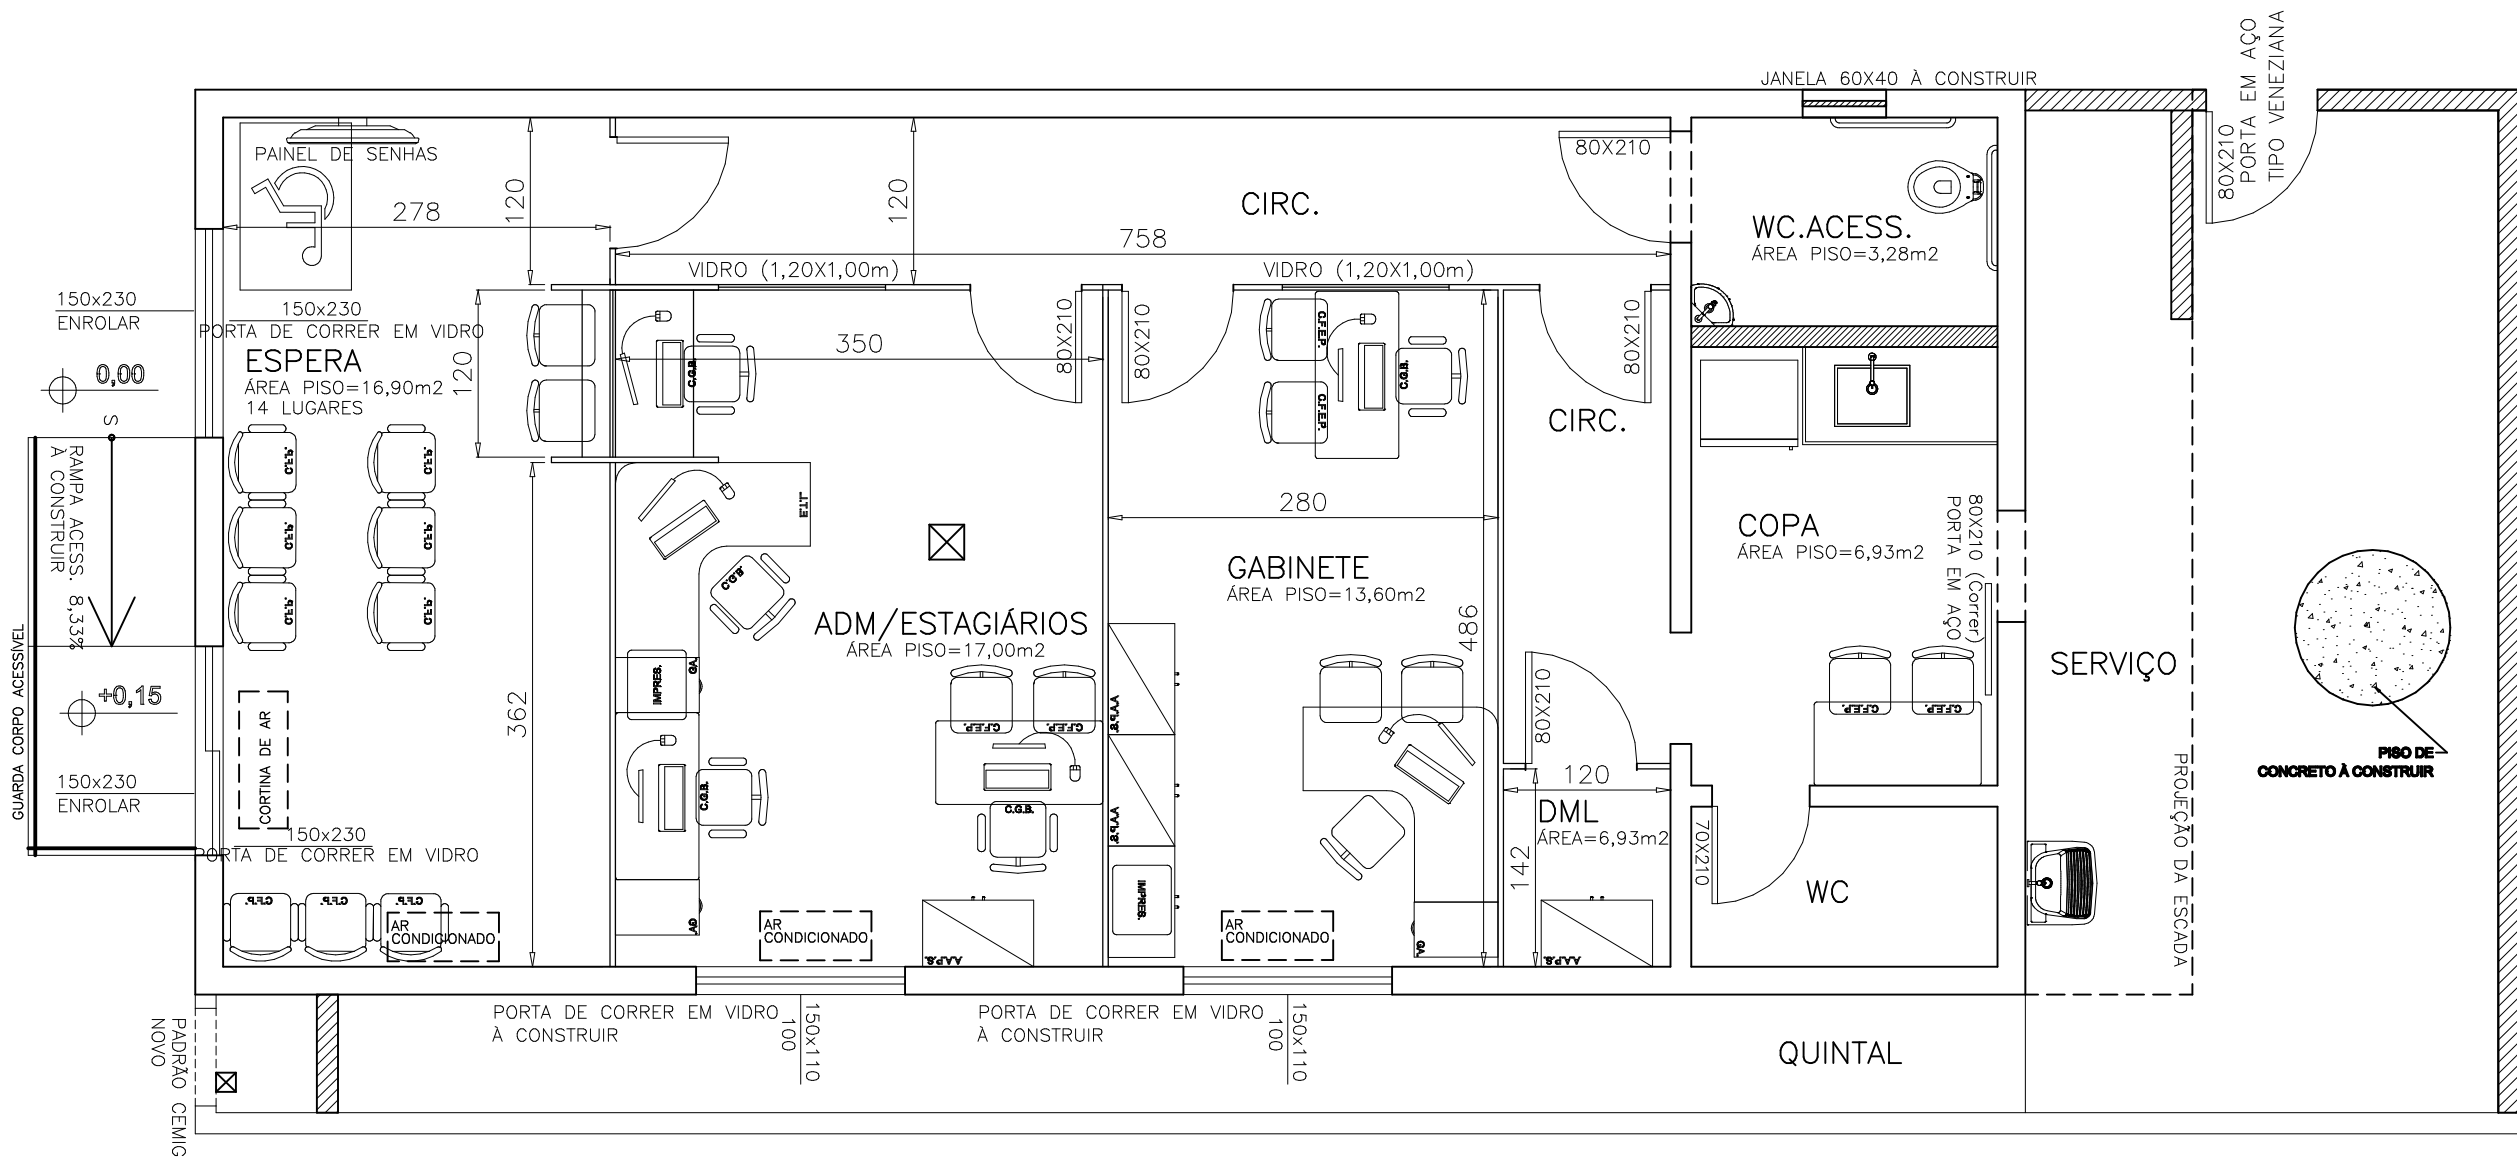 JANELA 60X40 À CONSTRUIR
80X210
PORTA EM AÇO
TIPO VENEZIANA
PAINEL DE SENHAS
278
120
120
CIRC.
758
80X210
WC.ACESS.
ÁREA PISO=3,28m2
VIDRO (1,20X1,00m)
VIDRO (1,20X1,00m)
150x230
ENROLAR
150x230
PORTA DE CORRER EM VIDRO
ESPERA
ÁREA PISO=16,90m2
14 LUGARES
0,00
S
120
350
C.G.B.
80X210
80X210
C.F.E.P.
C.F.E.P.
C.G.B.
80X210
CIRC.
RAMPA ACESS. 8,33%
À CONSTRUIR
GUARDA CORPO ACESSÍVEL
C.F.P.
C.F.P.
C.F.P.
C.F.P.
C.F.P.
C.F.P.
E.T.T.
C.G.B.
280
COPA
ÁREA PISO=6,93m2
80X210 (Correr)
PORTA EM AÇO
GABINETE
ÁREA PISO=13,60m2
486
ADM/ESTAGIÁRIOS
ÁREA PISO=17,00m2
SERVIÇO
IMPRES.
GA.
362
+0,15
150x230
ENROLAR
CORTINA DE AR
150x230
PORTA DE CORRER EM VIDRO
C.F.E.P.
C.F.E.P.
C.G.B.
C.G.B.
A.A.P.S.
A.A.P.S.
IMPRES.
80X210
120
DML
ÁREA=6,93m2
142
C.F.E.P.
C.F.E.P.
70X210
WC
PROJEÇÃO DA ESCADA
PISO DE
CONCRETO À CONSTRUIR
C.F.P.
C.F.P.
C.F.P.
AR
CONDICIONADO
GA.
AR
CONDICIONADO
A.A.P.S.
AR
CONDICIONADO
GA.
A.A.P.S.
PORTA DE CORRER EM VIDRO
À CONSTRUIR
150x110
100
PORTA DE CORRER EM VIDRO
À CONSTRUIR
150x110
100
QUINTAL
PADRÃO CEMIG
NOVO